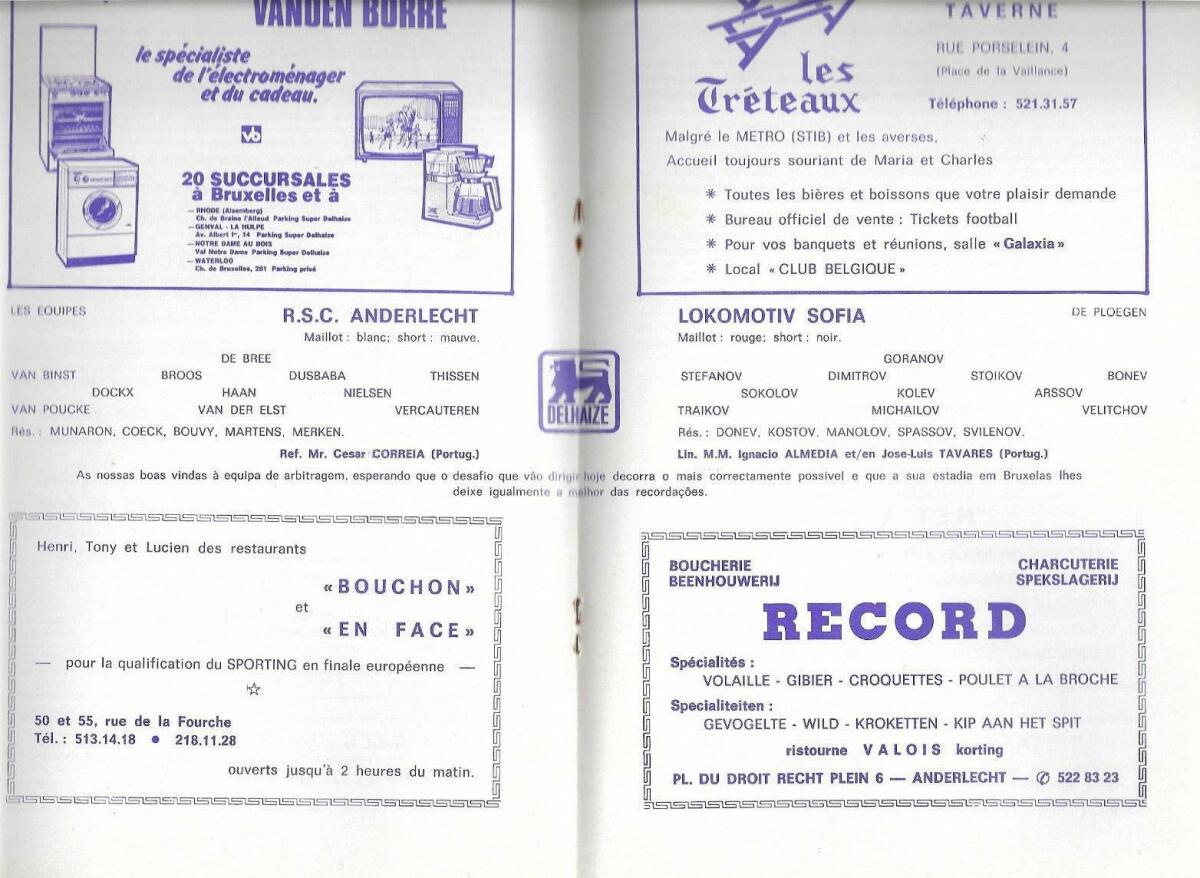 VANDEN BORRE
le spécialiste
de l'électroménager
et du cadeau.
vb
20 SUCCURSALES
à Bruxelles et à
— RHODE (Alsemberg)
Ch. de Braine l'Alleud Parking Super Delhaize
— GENVAL - LA HULPE
Av. Albert Ier, 14 Parking Super Delhaize
— NOTRE DAME AU BOIS
Val Notre Dame Parking Super Delhaize
— WATERLOO
Ch. de Bruxelles, 281 Parking privé
TAVERNE
RUE PORSELEIN, 4
(Place de la Vaillance)
les
Tréteaux
Téléphone : 521.31.57
Malgré le METRO (STIB) et les averses,
Accueil toujours souriant de Maria et Charles
* Toutes les bières et boissons que votre plaisir demande
* Bureau officiel de vente : Tickets football
* Pour vos banquets et réunions, salle « Galaxia »
* Local « CLUB BELGIQUE »
LES EQUIPES
R.S.C. ANDERLECHT
Maillot : blanc; short : mauve.
DE BREE
VAN BINST BROOS DUSBABA THISSEN
DOCKX HAAN NIELSEN
VAN POUCKE VAN DER ELST VERCAUTEREN
Rés. : MUNARON, COECK, BOUVY, MARTENS, MERKEN.
Ref. Mr. Cesar CORREIA (Portug.)
DELHAIZE
LOKOMOTIV SOFIA
DE PLOEGEN
Maillot : rouge; short : noir.
GORANOV
STEFANOV DIMITROV STOIKOV BONEV
SOKOLOV KOLEV ARSSOV
TRAIKOV MICHAILOV VELITCHOV
Rés. : DONEV, KOSTOV, MANOLOV, SPASSOV, SVILENOV.
Lin. M.M. Ignacio ALMEDIA et/en Jose-Luis TAVARES (Portug.)
As nossas boas vindas à equipa de arbitragem, esperando que o desafio que vão dirigir hoje decorra o mais correctamente possivel e que a sua estadia em Bruxelas lhes
deixe igualmente a melhor das recordações.
Henri, Tony et Lucien des restaurants
« BOUCHON »
et
« EN FACE »
— pour la qualification du SPORTING en finale européenne —
☆
50 et 55, rue de la Fourche
Tél. : 513.14.18 ● 218.11.28
ouverts jusqu'à 2 heures du matin.
BOUCHERIE CHARCUTERIE
BEENHOUWERIJ SPEKSLAGERIJ
RECORD
Spécialités :
VOLAILLE - GIBIER - CROQUETTES - POULET A LA BROCHE
Specialiteiten :
GEVOGELTE - WILD - KROKETTEN - KIP AAN HET SPIT
ristourne VALOIS korting
PL. DU DROIT RECHT PLEIN 6 — ANDERLECHT — ✆ 522 83 23